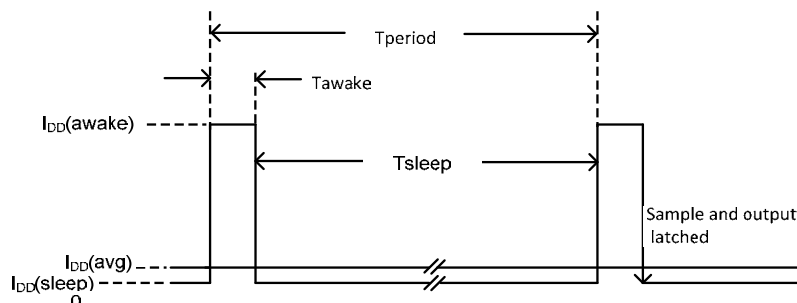 Tperiod
Tawake
IDD(awake)
Tsleep
Sample and output
latched
IDD(avg)
IDD(sleep)
0